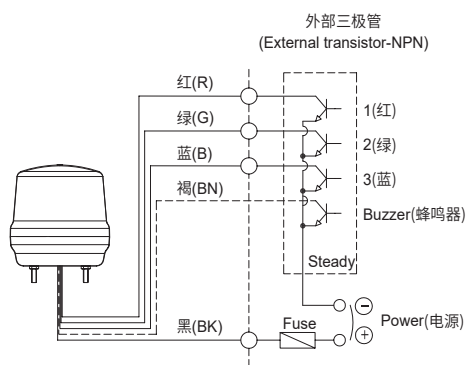 外部三极管
(External transistor-NPN)
红(R)
1(红)
绿(G)
2(绿)
蓝(B)
3(蓝)
褐(BN)
Buzzer(蜂鸣器)
Steady
黑(BK)
Fuse
Power(电源)